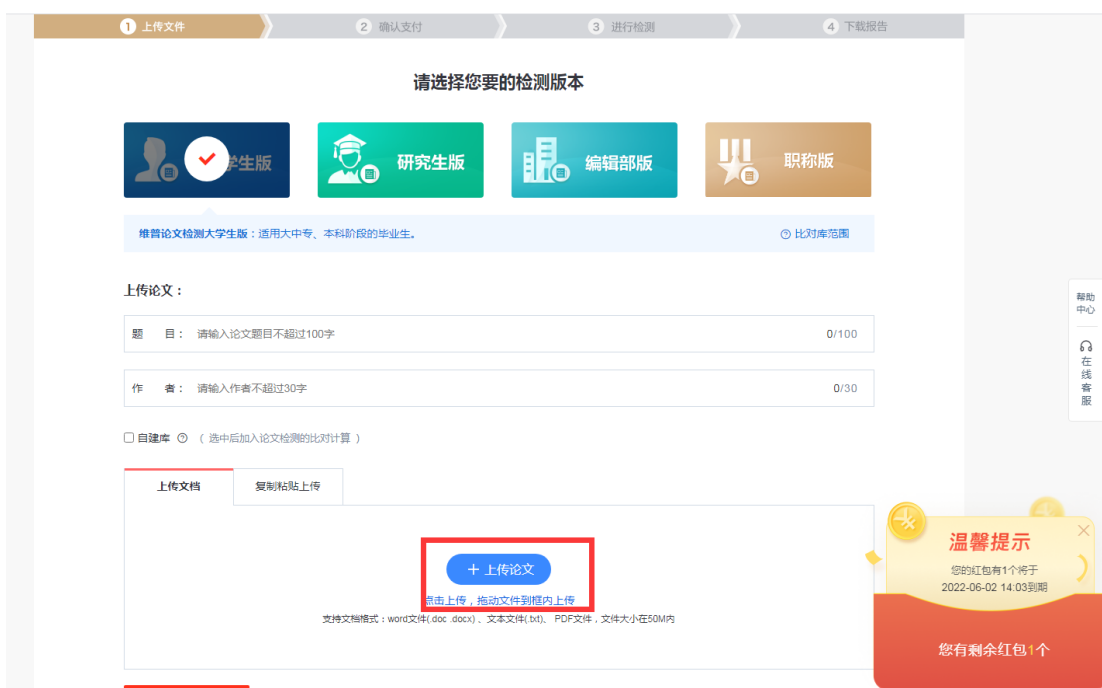 1 上传文件
2 确认支付
3 进行检测
4 下载报告
请选择您要的检测版本
学生版
研究生版
编辑部版
职称版
维普论文检测大学生版：适用大中专、本科阶段的毕业生。
比对库范围
上传论文：
题 目： 请输入论文题目不超过100字 0/100
作 者： 请输入作者不超过30字 0/30
自建库 （ 选中后加入论文检测的比对计算 ）
上传文档
复制粘贴上传
+ 上传论文
点击上传，拖动文件到框内上传
支持文档格式：word文件(.doc .docx)、文本文件(.txt)、 PDF文件，文件大小在50M内
帮助
中心
在
线
客
服
温馨提示
您的红包有1个将于
2022-06-02 14:03到期
您有剩余红包1个